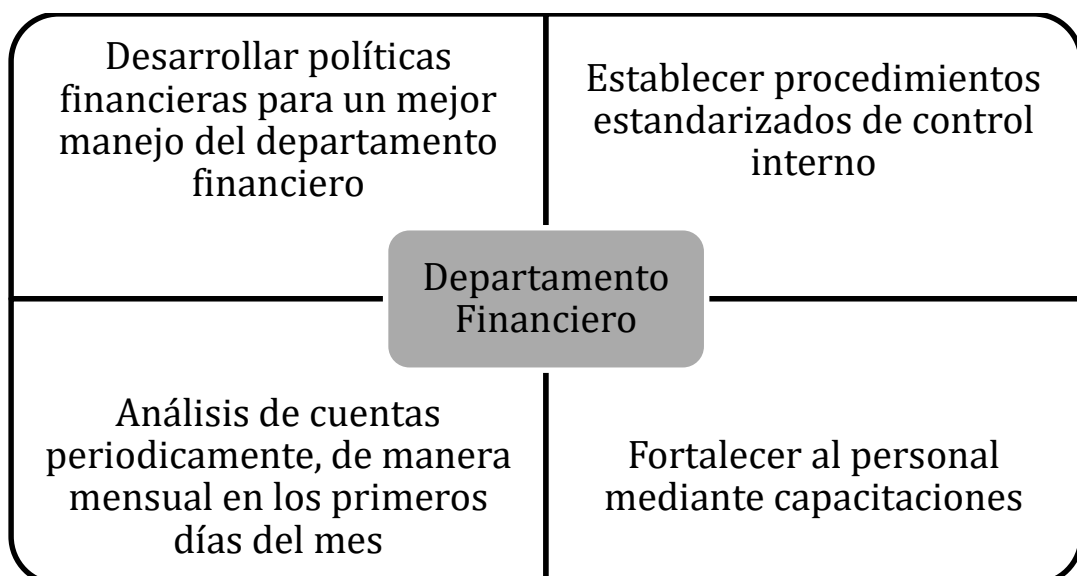 Desarrollar políticas
financieras para un mejor
manejo del departamento
financiero
Establecer procedimientos
estandarizados de control
interno
Departamento
Financiero
Análisis de cuentas
periodicamente, de manera
mensual en los primeros
días del mes
Fortalecer al personal
mediante capacitaciones